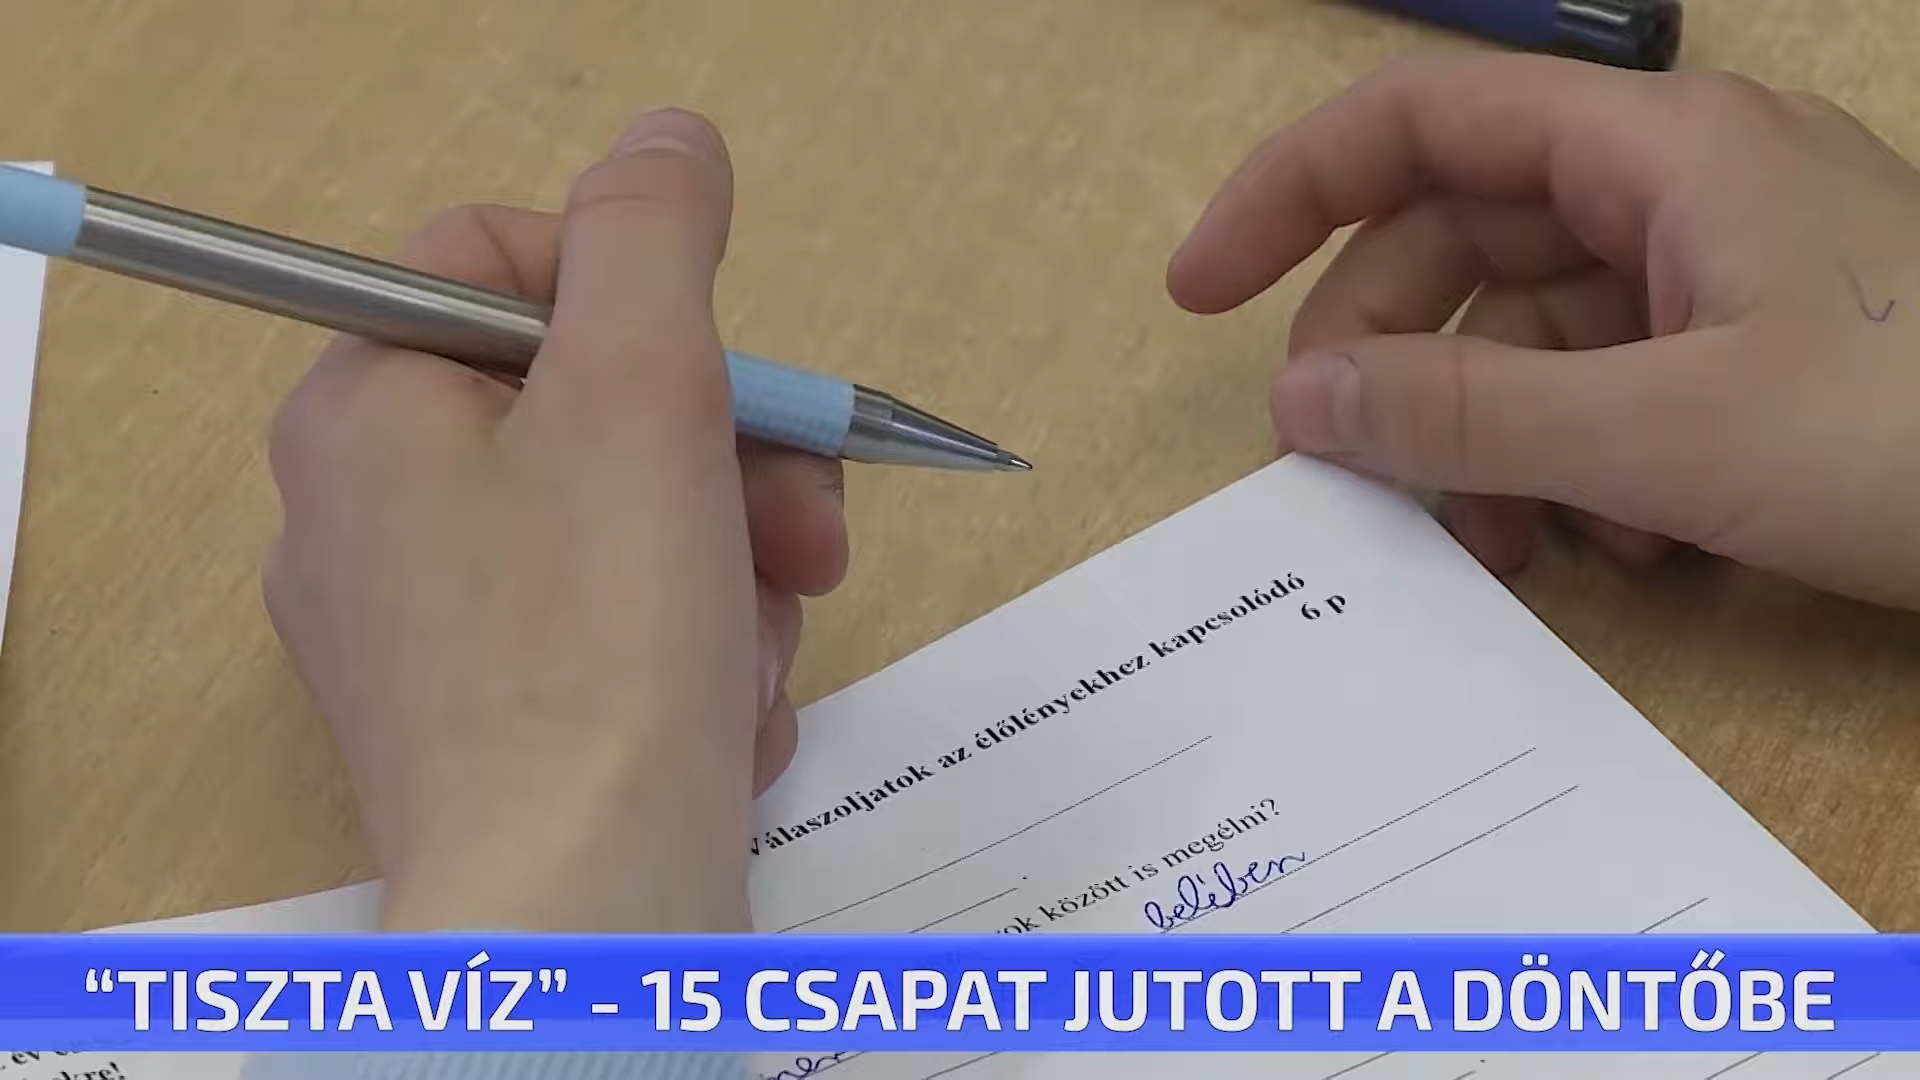 Válaszoljatok az élőlényekhez kapcsolódó
6 p
között is megélni?
belében
“TISZTA VÍZ” - 15 CSAPAT JUTOTT A DÖNTŐBE